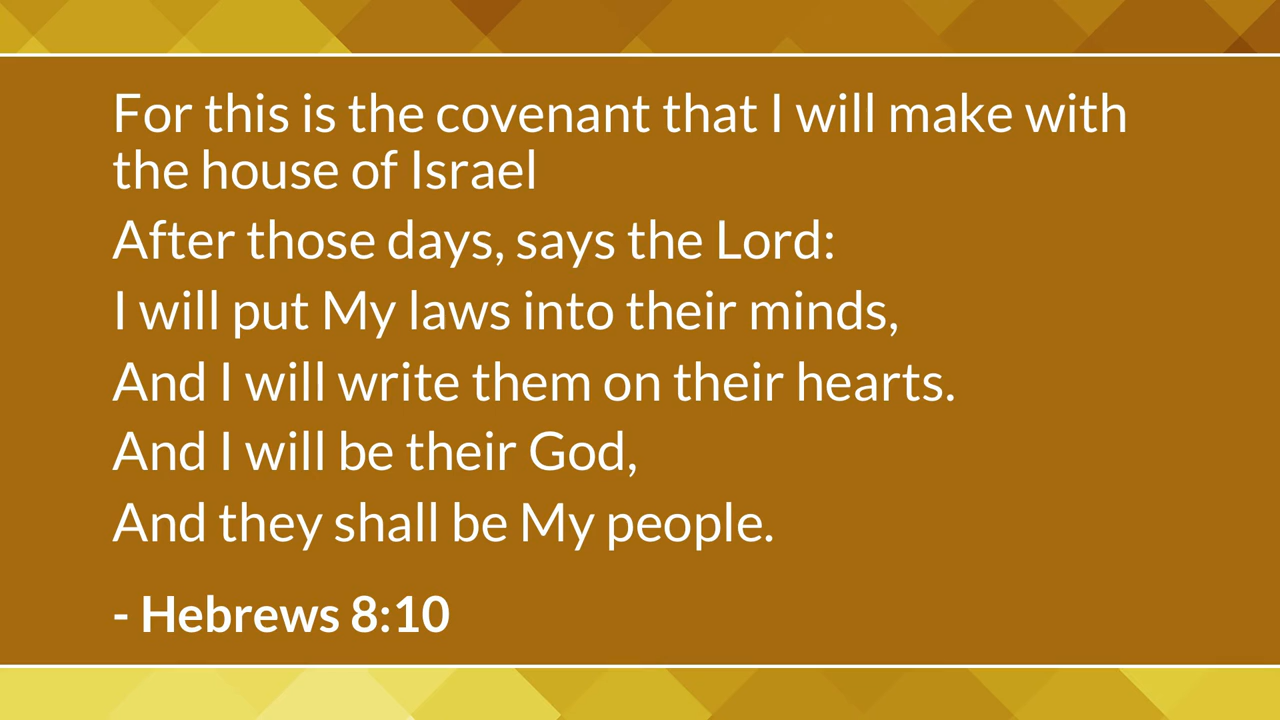 For this is the covenant that I will make with
the house of Israel
After those days, says the Lord:
I will put My laws into their minds,
And I will write them on their hearts.
And I will be their God,
And they shall be My people.
- Hebrews 8:10